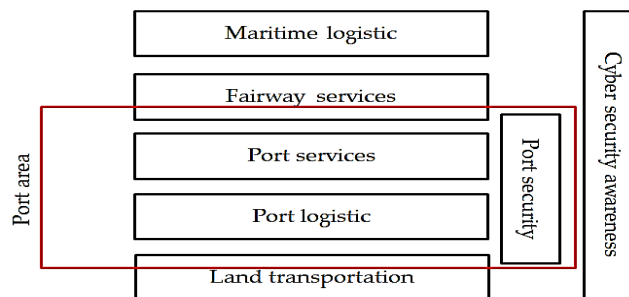 Maritime logistic
Fairway services
Port services
Port logistic
Land transportation
Port area
Port security
Cyber security awareness